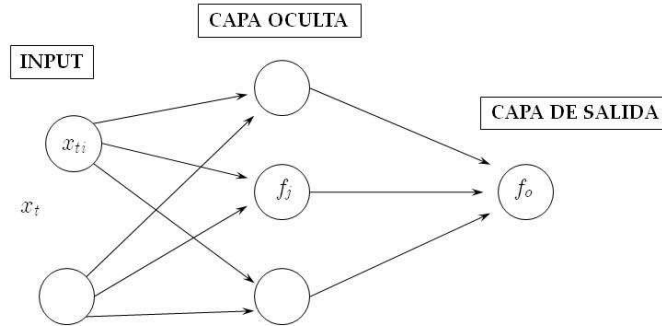 CAPA OCULTA
INPUT
CAPA DE SALIDA
x_{ti}
f_j
f_o
x_t